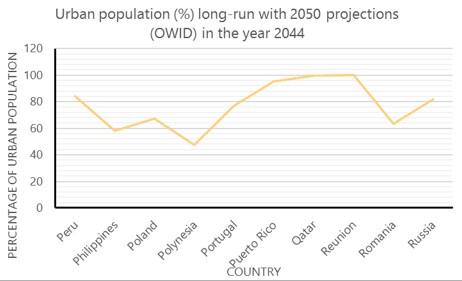 Urban population (%) long-run with 2050 projections
(OWID) in the year 2044
PERCENTAGE OF URBAN POPULATION
120
100
80
60
40
20
0
Peru
Philippines
Poland
Polynesia
Portugal
Puerto Rico
Qatar
Reunion
Romania
Russia
COUNTRY